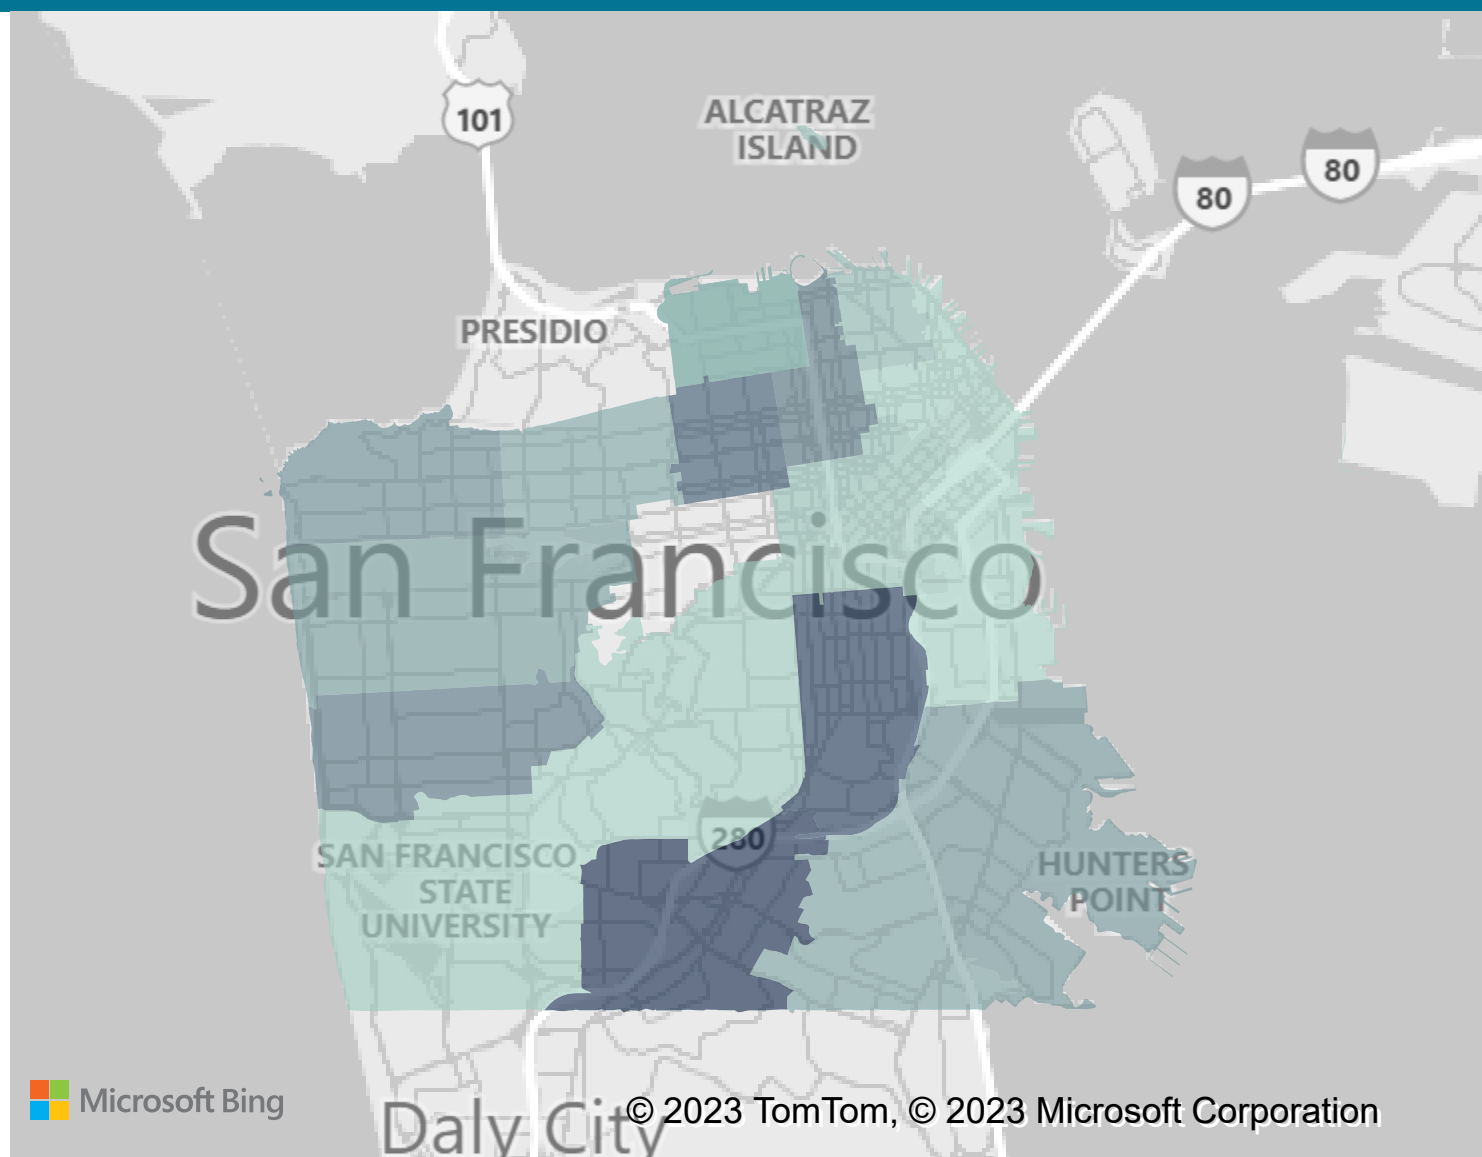 101
ALCATRAZ
ISLAND
80
80
PRESIDIO
San Francisco
280
SAN FRANCISCO
STATE
UNIVERSITY
HUNTERS
POINT
Microsoft Bing
Daly City
© 2023 TomTom, © 2023 Microsoft Corporation